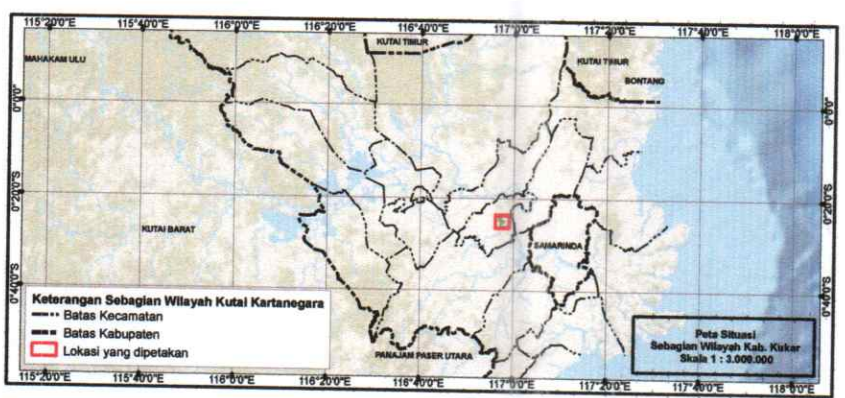 115°20'0"E 115°40'0"E 116°0'0"E 116°20'0"E 116°40'0"E 117°0'0"E 117°20'0"E 117°40'0"E 118°0'0"E
MAHAKAM ULU
KUTAI TIMUR
KUTAI TIMUR
BONTANG
0°0'0" 0°0'0"
0°20'0"S 0°20'0"S
KUTAI BARAT
SAMARINDA
0°40'0"S 0°40'0"S
Keterangan Sebagian Wilayah Kutai Kartanegara
Batas Kecamatan
Batas Kabupaten
Lokasi yang dipetakan
PANAJAM PASER UTARA
Peta Situasi
Sebagian Wilayah Kab. Kukar
Skala 1 : 3.000.000
115°20'0"E 115°40'0"E 116°0'0"E 116°20'0"E 116°40'0"E 117°0'0"E 117°20'0"E 117°40'0"E 118°0'0"E